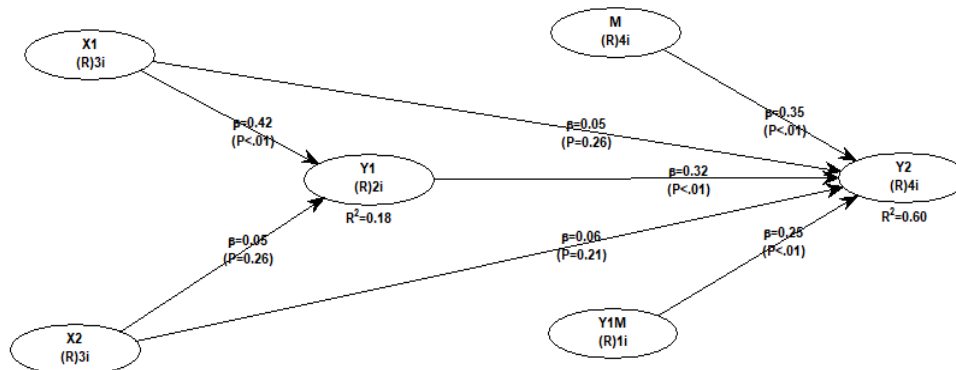 X1
(R)3i
M
(R)4i
β=0.42
(P<.01)
β=0.05
(P=0.26)
β=0.35
(P<.01)
Y1
(R)2i
R²=0.18
β=0.32
(P<.01)
Y2
(R)4i
R²=0.60
β=0.05
(P=0.26)
β=0.06
(P=0.21)
β=0.25
(P<.01)
X2
(R)3i
Y1M
(R)1i